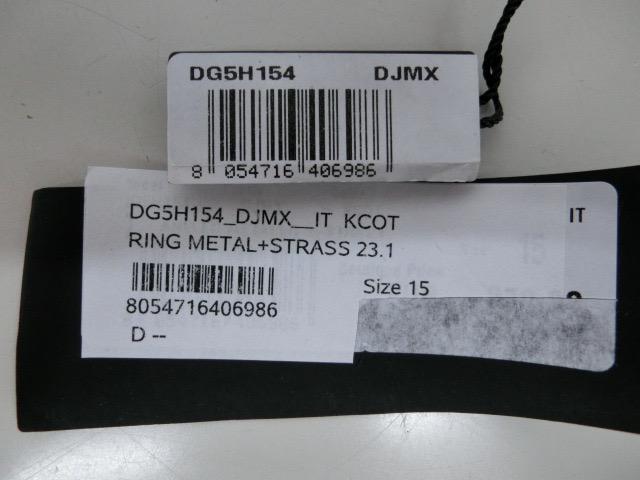 DG5H154 DJMX
8 054716 406986
DG5H154_DJMX__IT KCOT
RING METAL+STRASS 23.1
IT
Size 15
8054716406986
D --